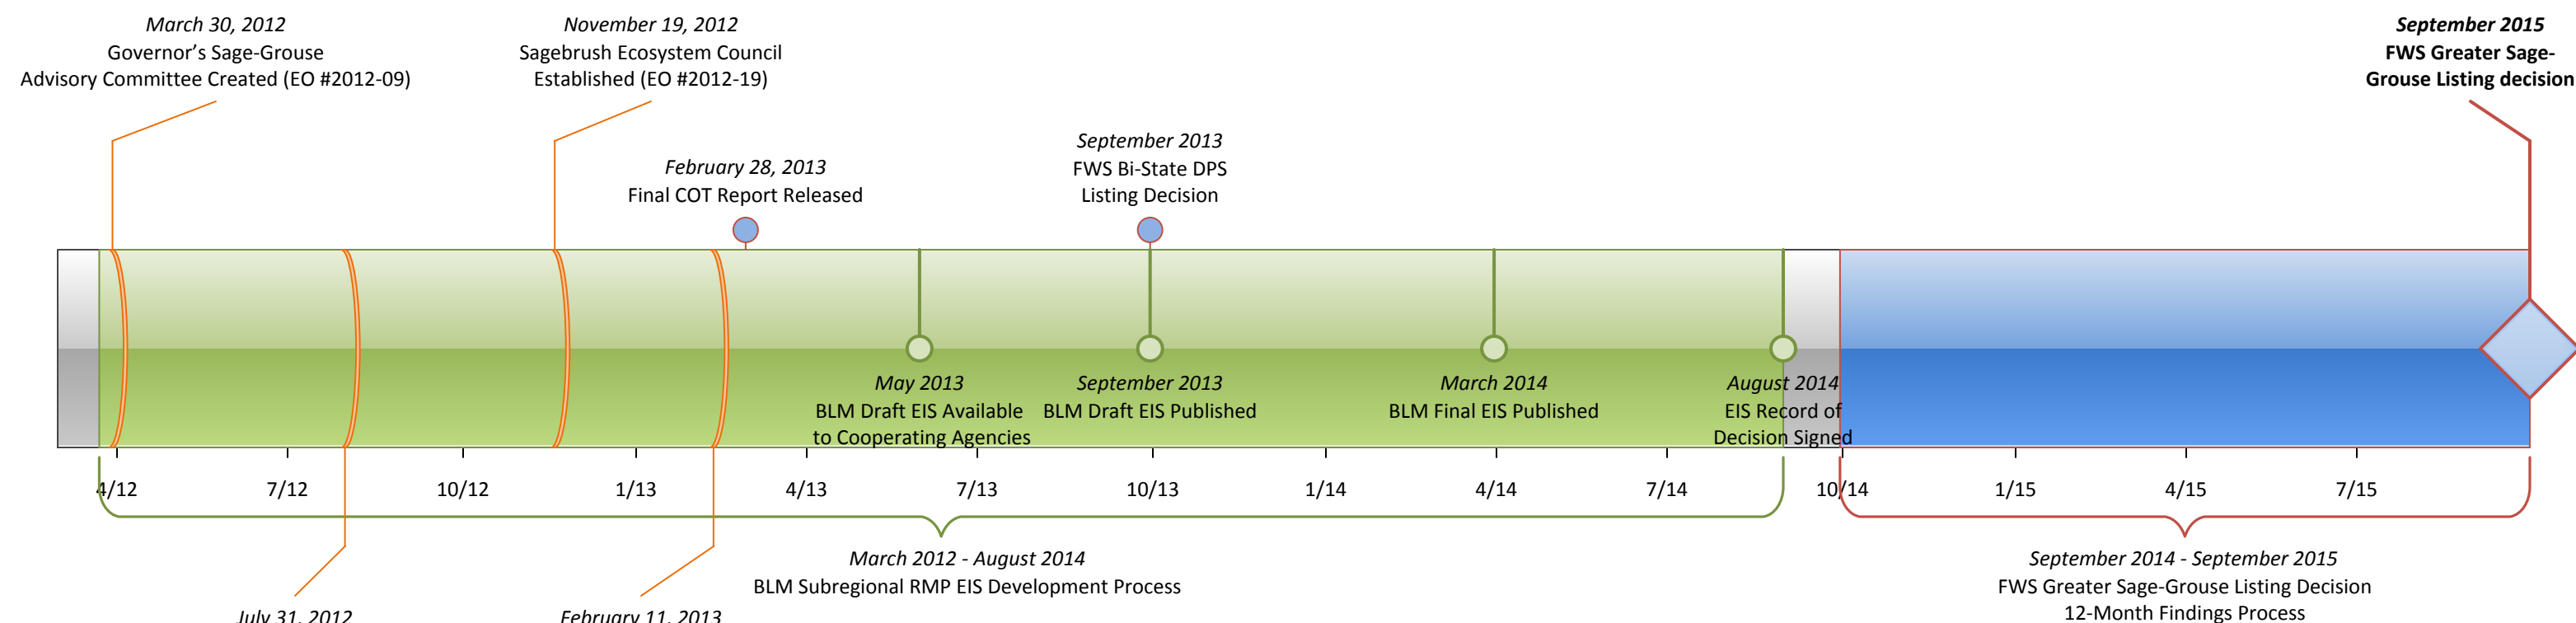 March 30, 2012
Governor’s Sage-Grouse
Advisory Committee Created (EO #2012-09)
November 19, 2012
Sagebrush Ecosystem Council
Established (EO #2012-19)
February 28, 2013
Final COT Report Released
September 2013
FWS Bi-State DPS
Listing Decision
September 2015
FWS Greater Sage-
Grouse Listing decision
May 2013
BLM Draft EIS Available
to Cooperating Agencies
September 2013
BLM Draft EIS Published
March 2014
BLM Final EIS Published
August 2014
EIS Record of
Decision Signed
4/12
7/12
10/12
1/13
4/13
7/13
10/13
1/14
4/14
7/14
10/14
1/15
4/15
7/15
March 2012 - August 2014
BLM Subregional RMP EIS Development Process
September 2014 - September 2015
FWS Greater Sage-Grouse Listing Decision
12-Month Findings Process
July 31, 2012
February 11, 2013